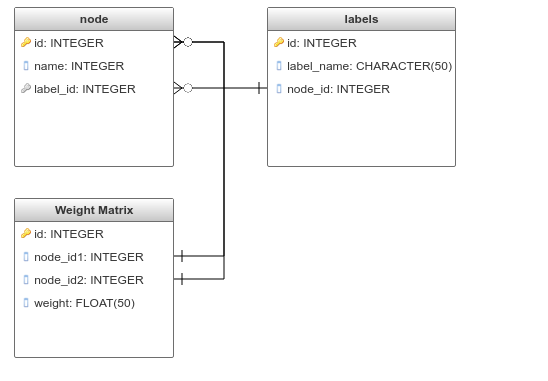 node
id: INTEGER
name: INTEGER
label_id: INTEGER
labels
id: INTEGER
label_name: CHARACTER(50)
node_id: INTEGER
Weight Matrix
id: INTEGER
node_id1: INTEGER
node_id2: INTEGER
weight: FLOAT(50)